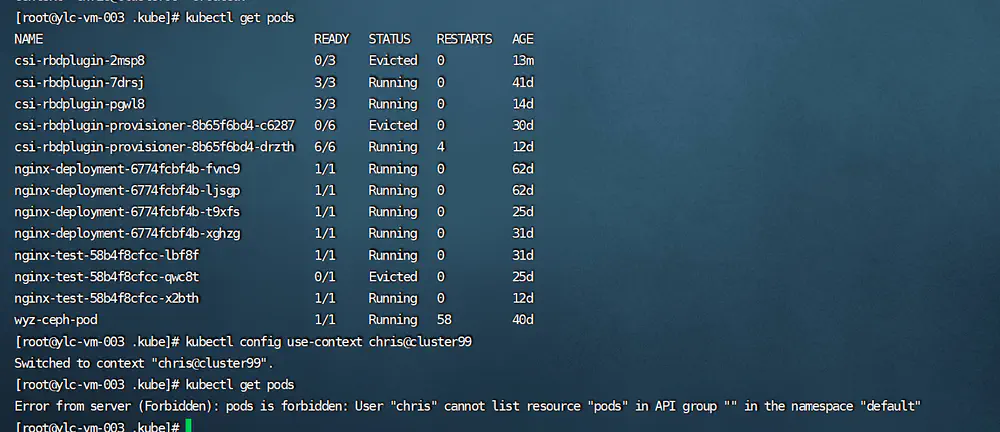 [root@ylc-vm-003 .kube]# kubectl get pods
NAME READY STATUS RESTARTS AGE
csi-rbdplugin-2msp8 0/3 Evicted 0 13m
csi-rbdplugin-7drsj 3/3 Running 0 41d
csi-rbdplugin-pgwl8 3/3 Running 0 14d
csi-rbdplugin-provisioner-8b65f6bd4-c6287 0/6 Evicted 0 30d
csi-rbdplugin-provisioner-8b65f6bd4-drzth 6/6 Running 4 12d
nginx-deployment-6774fcbf4b-fvnc9 1/1 Running 0 62d
nginx-deployment-6774fcbf4b-ljsgp 1/1 Running 0 62d
nginx-deployment-6774fcbf4b-t9xfs 1/1 Running 0 25d
nginx-deployment-6774fcbf4b-xghzg 1/1 Running 0 31d
nginx-test-58b4f8cfcc-lbf8f 1/1 Running 0 31d
nginx-test-58b4f8cfcc-qwc8t 0/1 Evicted 0 25d
nginx-test-58b4f8cfcc-x2bth 1/1 Running 0 12d
wyz-ceph-pod 1/1 Running 58 40d
[root@ylc-vm-003 .kube]# kubectl config use-context chris@cluster99
Switched to context "chris@cluster99".
[root@ylc-vm-003 .kube]# kubectl get pods
Error from server (Forbidden): pods is forbidden: User "chris" cannot list resource "pods" in API group "" in the namespace "default"
[root@ylc-vm-003 .kube]#